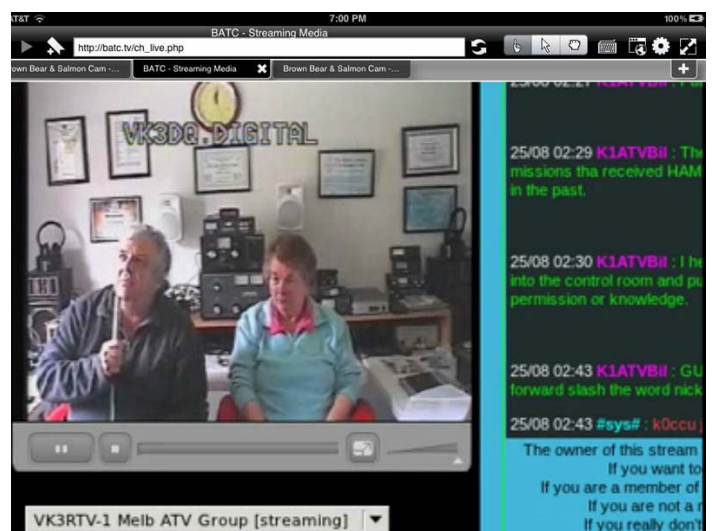 AT&T
7:00 PM
100%
BATC - Streaming Media
http://batc.tv/ch_live.php
own Bear & Salmon Cam -...
BATC - Streaming Media
Brown Bear & Salmon Cam -...
VK3DQ.DIGITAL
25/08 02:27 K1ATVBil :
25/08 02:29 K1ATVBil : The
missions tha received HAM
in the past.
25/08 02:30 K1ATVBil : I he
into the control room and pu
permission or knowledge.
25/08 02:43 K1ATVBil : GU
forward slash the word nick
25/08 02:43 #sys# : k0ccu j
The owner of this stream
If you want to
If you are a member of
If you are not a
If you really don't
VK3RTV-1 Melb ATV Group [streaming]